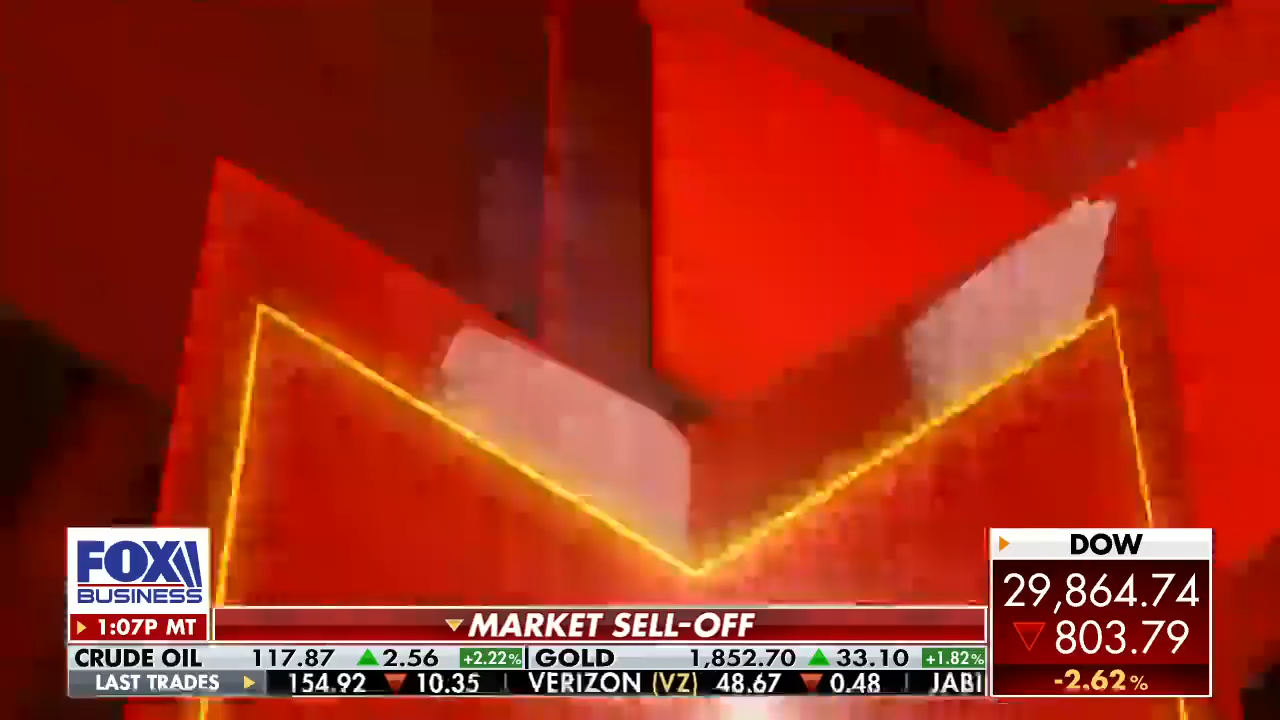 FOX
BUSINESS
1:07P MT
MARKET SELL-OFF
CRUDE OIL 117.87 2.56 +2.22% GOLD 1,852.70 33.10 +1.82%
LAST TRADES 154.92 10.35 VERIZON (VZ) 48.67 0.48 JABI
DOW
29,864.74
803.79
-2.62%